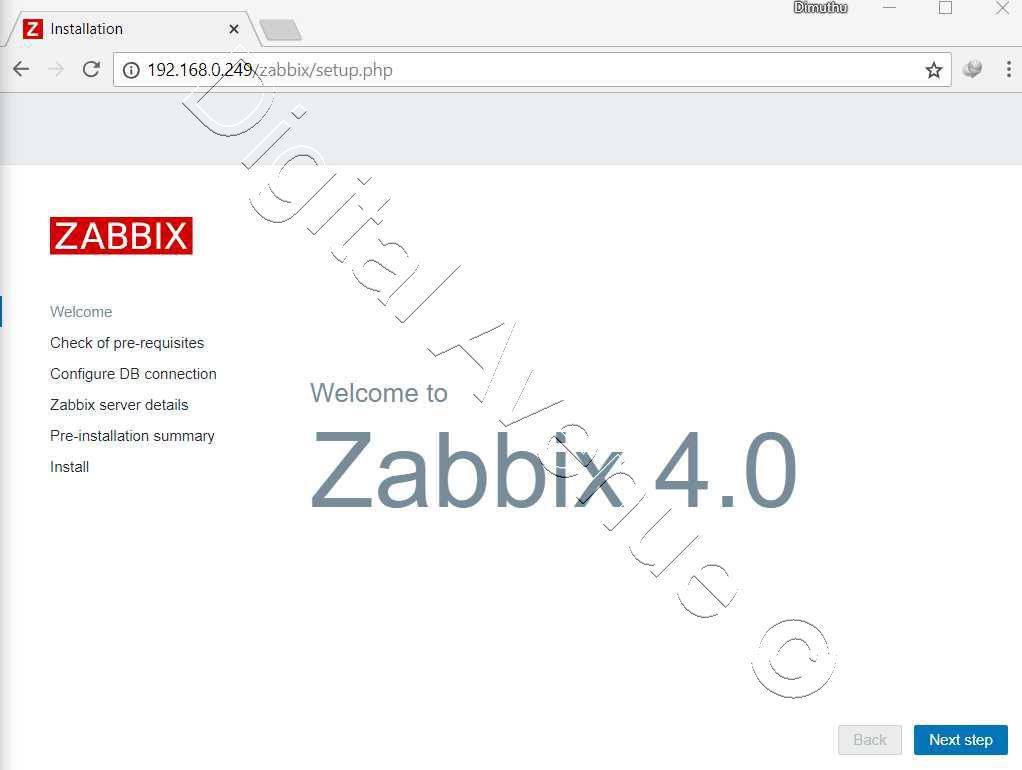 Dimuthu
Installation
192.168.0.249/zabbix/setup.php
ZABBIX
Welcome
Check of pre-requisites
Configure DB connection
Zabbix server details
Pre-installation summary
Install
Welcome to
Zabbix 4.0
Digital Avenue ©
Back
Next step